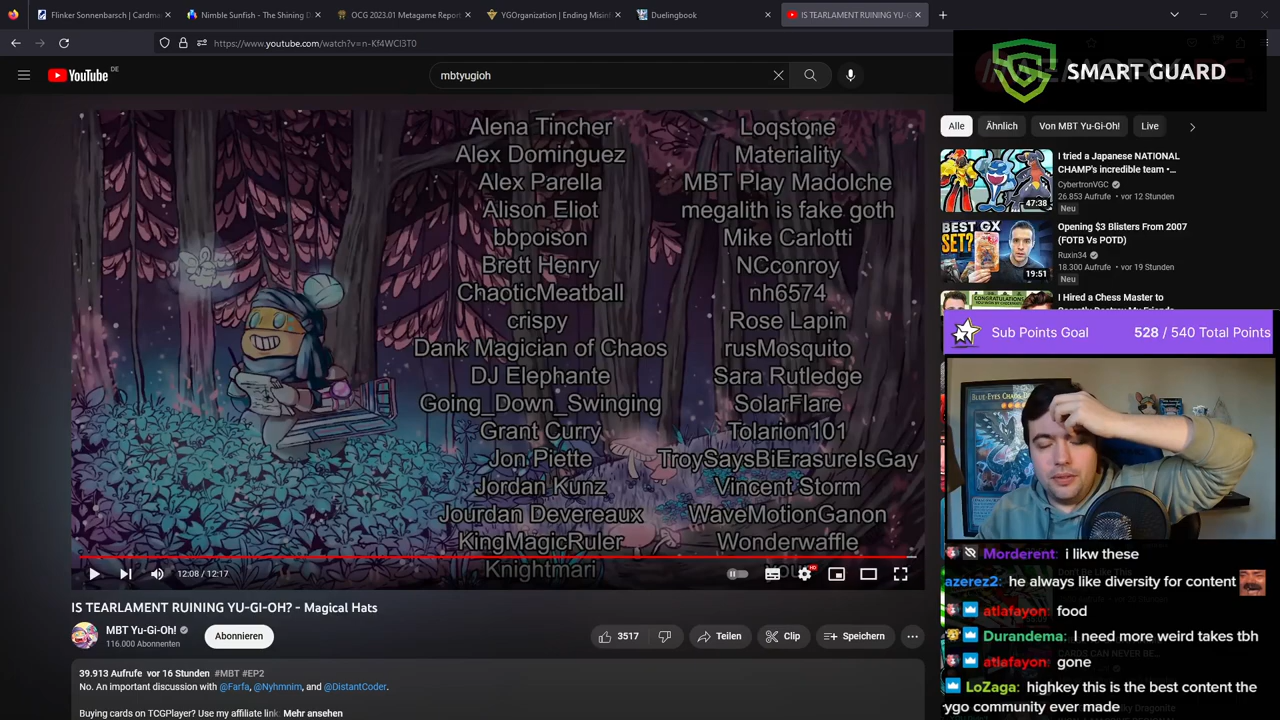 Flinker Sonnenbarsch | Cardma
Nimble Sunfish - The Shining D
OCG 2023.01 Metagame Report
YGOrganization | Ending Misinf
Duelingbook
IS TEARLAMENT RUINING YU-G
https://www.youtube.com/watch?v=n-Kf4WCl3T0
SMART GUARD
YouTube DE
mbtyugioh
Alle
Ähnlich
Von MBT Yu-Gi-Oh!
Live
Alena Tincher
Alex Dominguez
Alex Parella
Alison Eliot
bbpoison
Brett Henry
ChaoticMeatball
crispy
Dank Magician of Chaos
DJ Elephante
Going_Down_Swinging
Grant Curry
Jon Piette
Jordan Kunz
Jourdan Devereaux
KingMagicRuler
Knightmari
Loqstone
Materiality
MBT Play Madolche
megalith is fake goth
Mike Carlotti
NCconroy
nh6574
Rose Lapin
rusMosquito
Sara Rutledge
SolarFlare
Tolarion101
TroySaysBiErasureIsGay
Vincent Storm
WaveMotionGanon
Wonderwaffle
I tried a Japanese NATIONAL
CHAMP's incredible team •...
CybertronVGC
26.853 Aufrufe • vor 12 Stunden
Neu
47:38
BEST GX
SET?
Opening $3 Blisters From 2007
(FOTB Vs POTD)
Ruxin34
18.300 Aufrufe • vor 19 Stunden
Neu
19:51
CONGRATULATIONS
I Hired a Chess Master to
Sub Points Goal 528 / 540 Total Points
BLUE-EYES CHAOS
12:08 / 12:17
HD
IS TEARLAMENT RUINING YU-GI-OH? - Magical Hats
MBT Yu-Gi-Oh!
116.000 Abonnenten
Abonnieren
3517
Teilen
Clip
Speichern
39.913 Aufrufe vor 16 Stunden #MBT #EP2
No. An important discussion with @Farfa, @Nyhmnim, and @DistantCoder.
Buying cards on TCGPlayer? Use my affiliate link Mehr ansehen
Morderent: i likw these
azerez2: he always like diversity for content
atlafayon: food
Durandema: I need more weird takes tbh
atlafayon: gone
LoZaga: highkey this is the best content the
ygo community ever made